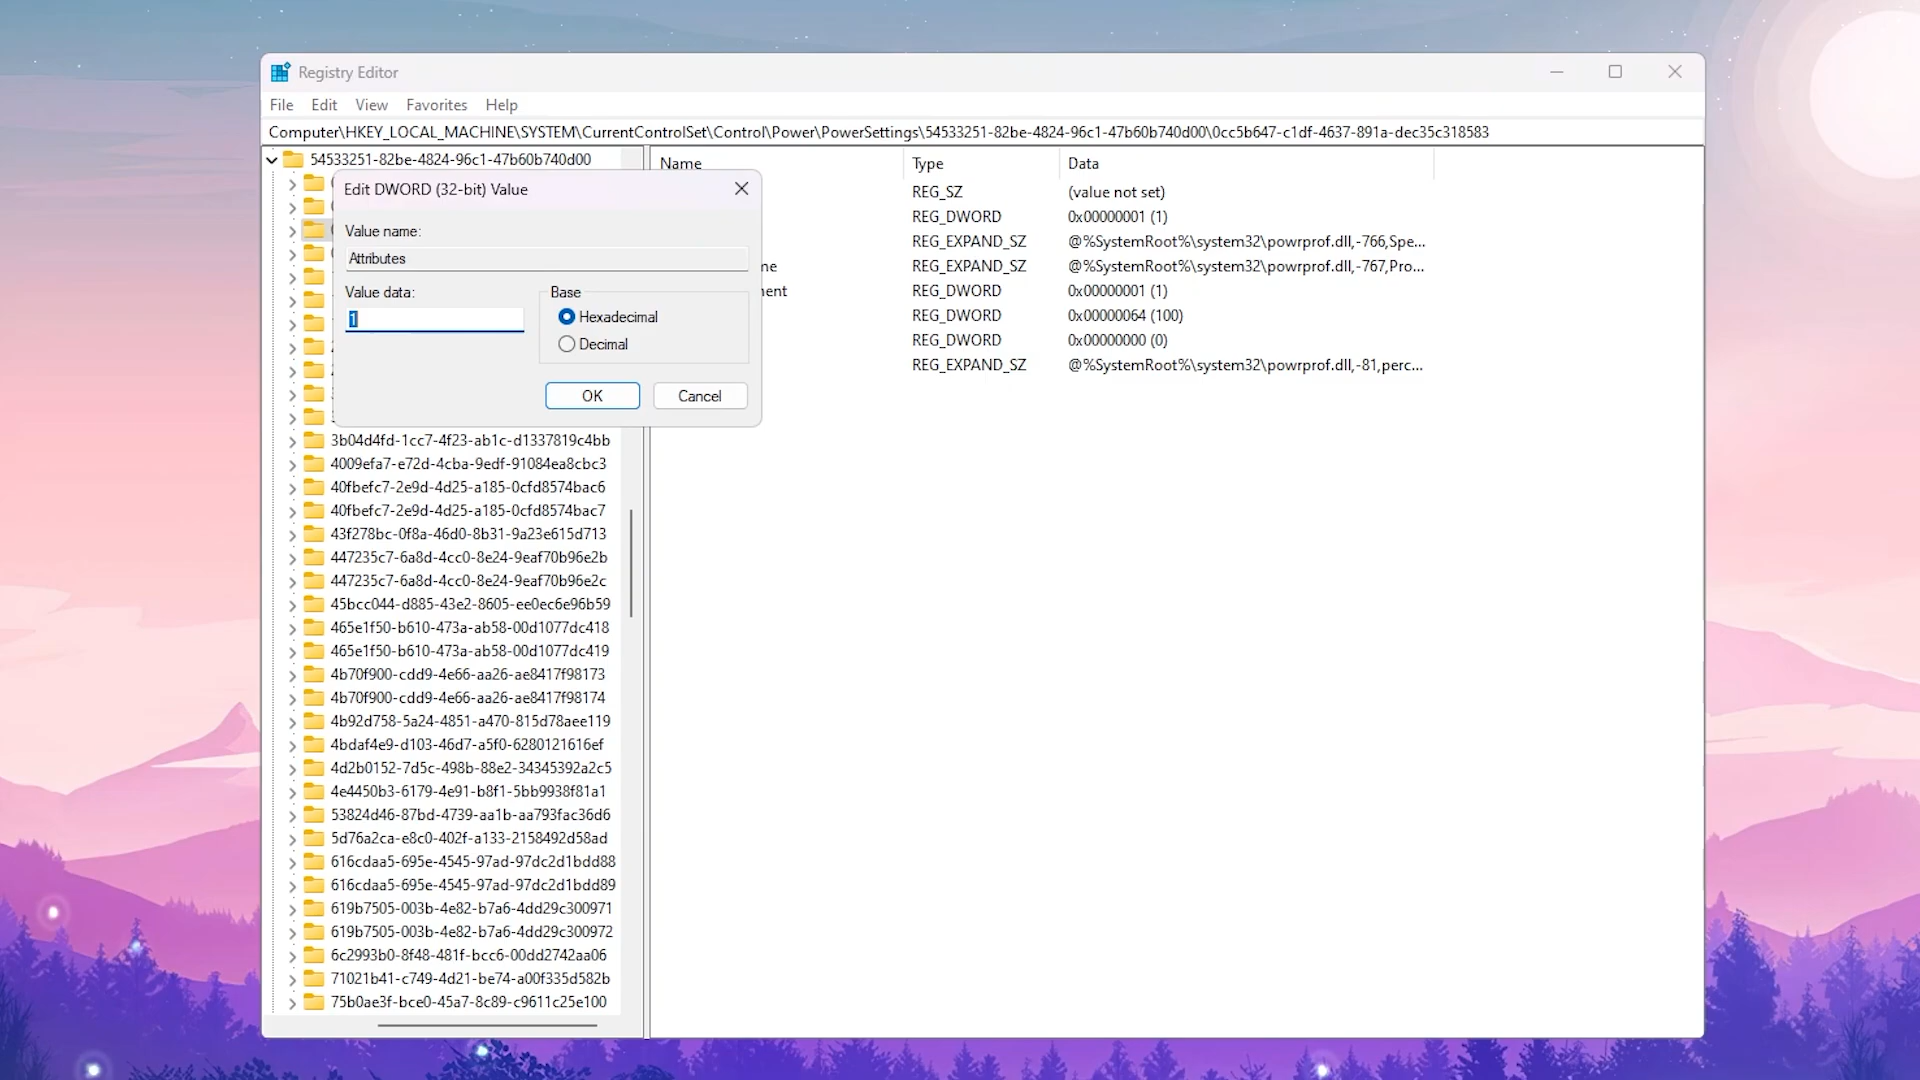 Registry Editor
File Edit View Favorites Help
Computer\HKEY_LOCAL_MACHINE\SYSTEM\CurrentControlSet\Control\Power\PowerSettings\54533251-82be-4824-96c1-47b60b740d00\0cc5b647-c1df-4637-891a-dec35c318583
54533251-82be-4824-96c1-47b60b740d00
Name Type Data
Edit DWORD (32-bit) Value
Value name:
Attributes
Value data:
1
Base
Hexadecimal
Decimal
OK Cancel
REG_SZ (value not set)
REG_DWORD 0x00000001 (1)
REG_EXPAND_SZ @%SystemRoot%\system32\powrprof.dll,-766,Spe...
REG_EXPAND_SZ @%SystemRoot%\system32\powrprof.dll,-767,Pro...
REG_DWORD 0x00000001 (1)
REG_DWORD 0x00000064 (100)
REG_DWORD 0x00000000 (0)
REG_EXPAND_SZ @%SystemRoot%\system32\powrprof.dll,-81,perc...
3b04d4fd-1cc7-4f23-ab1c-d1337819c4bb
4009efa7-e72d-4cba-9edf-91084ea8cbc3
40fbefc7-2e9d-4d25-a185-0cfd8574bac6
40fbefc7-2e9d-4d25-a185-0cfd8574bac7
43f278bc-0f8a-46d0-8b31-9a23e615d713
447235c7-6a8d-4cc0-8e24-9eaf70b96e2b
447235c7-6a8d-4cc0-8e24-9eaf70b96e2c
45bcc044-d885-43e2-8605-ee0ec6e96b59
465e1f50-b610-473a-ab58-00d1077dc418
465e1f50-b610-473a-ab58-00d1077dc419
4b70f900-cdd9-4e66-aa26-ae8417f98173
4b70f900-cdd9-4e66-aa26-ae8417f98174
4b92d758-5a24-4851-a470-815d78aee119
4bdaf4e9-d103-46d7-a5f0-6280121616ef
4d2b0152-7d5c-498b-88e2-34345392a2c5
4e4450b3-6179-4e91-b8f1-5bb9938f81a1
53824d46-87bd-4739-aa1b-aa793fac36d6
5d76a2ca-e8c0-402f-a133-2158492d58ad
616cdaa5-695e-4545-97ad-97dc2d1bdd88
616cdaa5-695e-4545-97ad-97dc2d1bdd89
619b7505-003b-4e82-b7a6-4dd29c300971
619b7505-003b-4e82-b7a6-4dd29c300972
6c2993b0-8f48-481f-bcc6-00dd2742aa06
71021b41-c749-4d21-be74-a00f335d582b
75b0ae3f-bce0-45a7-8c89-c9611c25e100